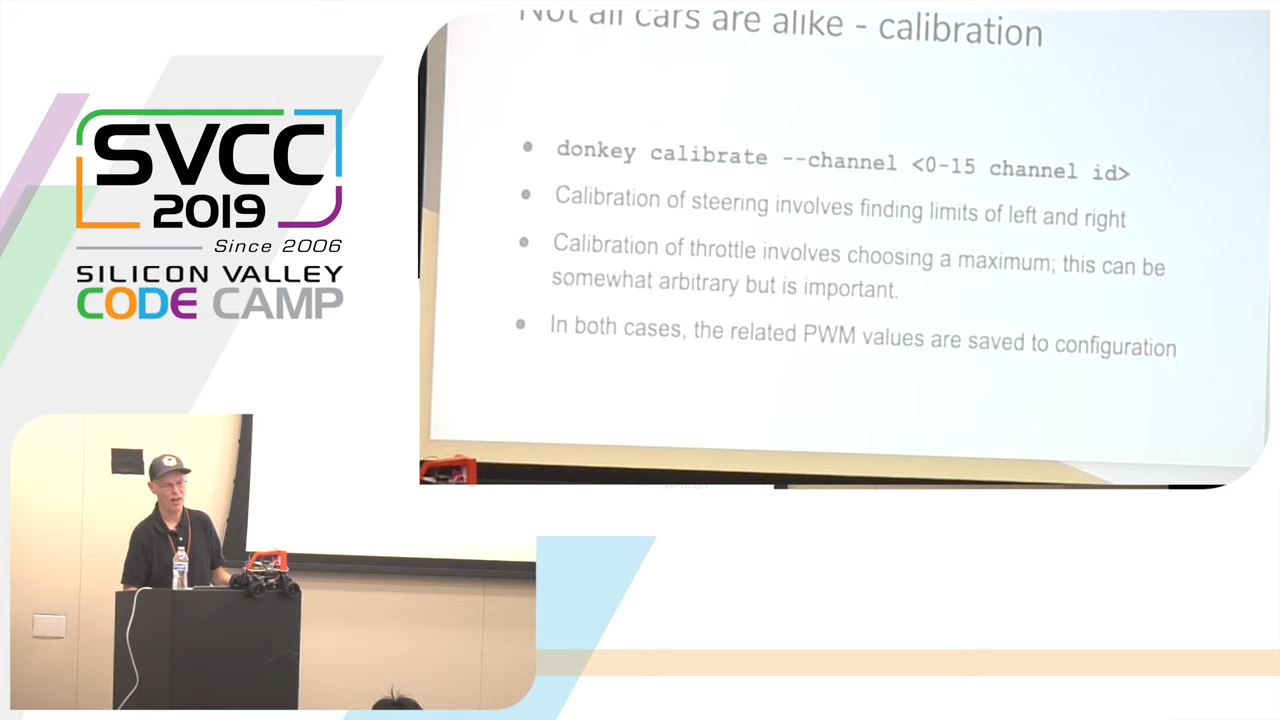 SVCC
2019
Since 2006
SILICON VALLEY
CODE CAMP
Not all cars are alike - calibration
donkey calibrate --channel <0-15 channel id>
Calibration of steering involves finding limits of left and right
Calibration of throttle involves choosing a maximum; this can be
somewhat arbitrary but is important.
In both cases, the related PWM values are saved to configuration